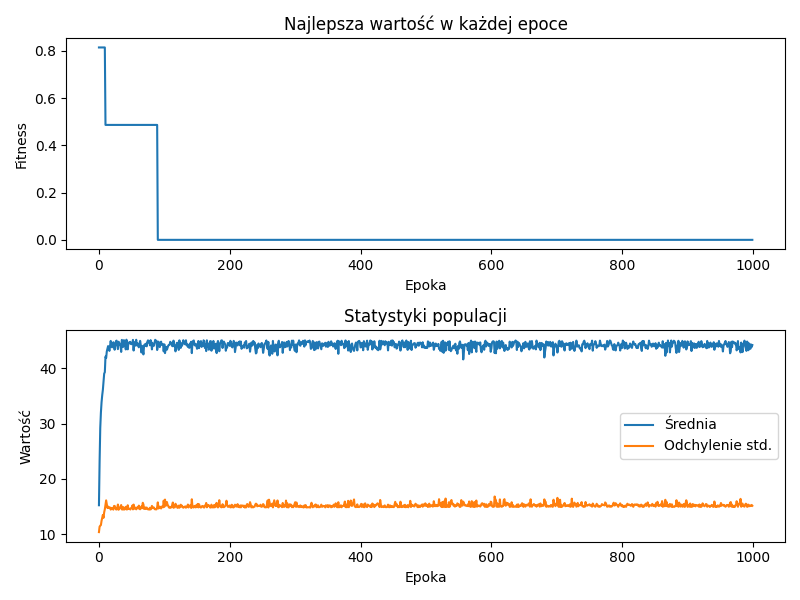 Najlepsza wartość w każdej epoce
Fitness
0.8
0.6
0.4
0.2
0.0
0 200 400 600 800 1000
Epoka
Statystyki populacji
Wartość
40
30
20
10
Średnia
Odchylenie std.
0 200 400 600 800 1000
Epoka